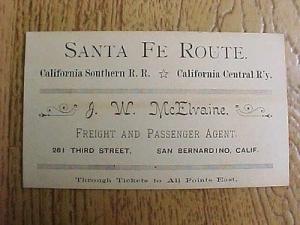 SANTA FE ROUTE.
California Southern R. R. ☆ California Central R'y.
J. W. McElvaine,
FREIGHT AND PASSENGER AGENT.
261 THIRD STREET, SAN BERNARDINO, CALIF.
Through Tickets to All Points East.